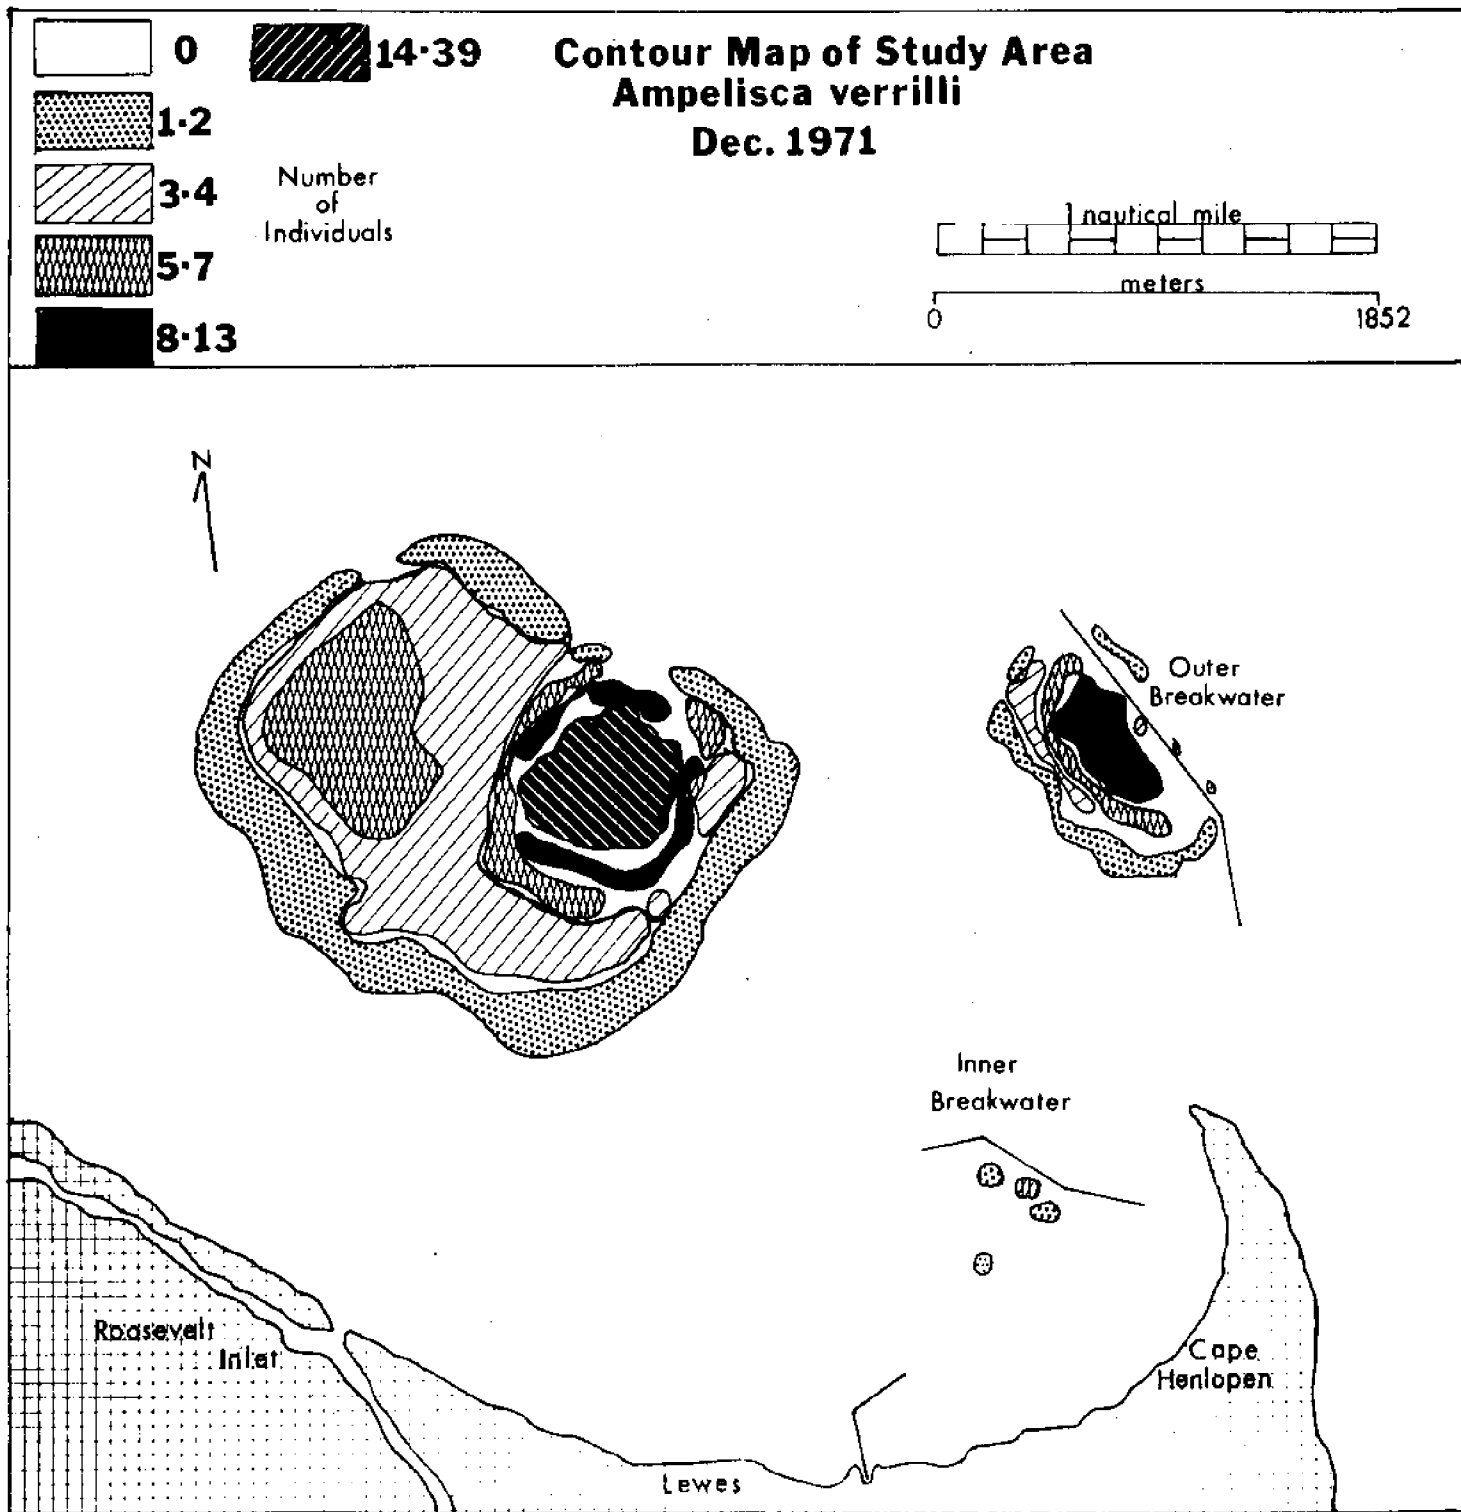 0
14·39
1·2
3·4
5·7
8·13
Number
of
Individuals
Contour Map of Study Area
Ampelisca verrilli
Dec. 1971
1 nautical mile
meters
0
1852
N
Outer
Breakwater
Inner
Breakwater
Roosevelt
Inlet
Cape
Henlopen
Lewes